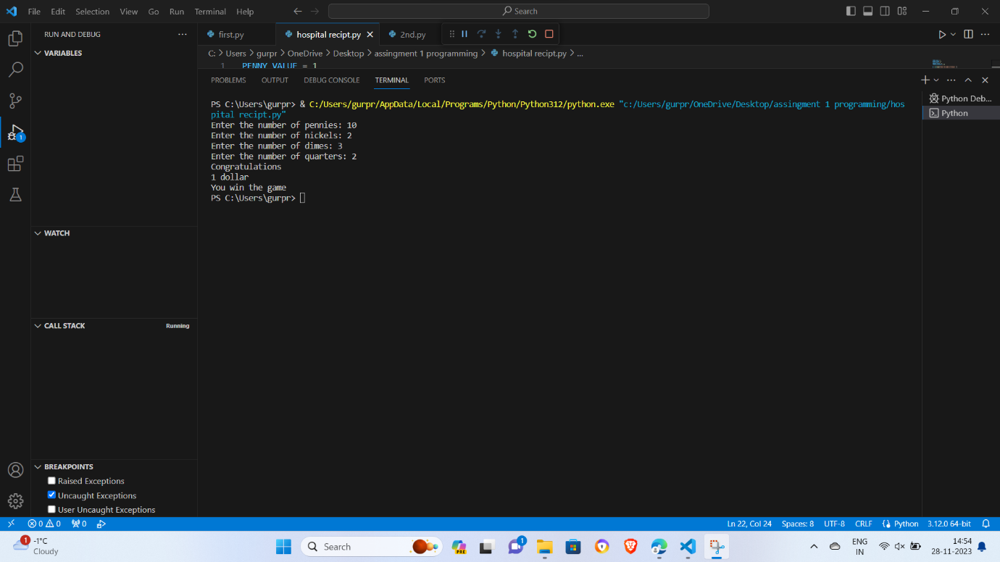 File Edit Selection View Go Run Terminal Help
Search
RUN AND DEBUG
first.py
hospital recipt.py
2nd.py
VARIABLES
C: > Users > gurpr > OneDrive > Desktop > assingment 1 programming > hospital recipt.py > ...
1 PENNY_VALUE = 1
PROBLEMS OUTPUT DEBUG CONSOLE TERMINAL PORTS
PS C:\Users\gurpr> & C:/Users/gurpr/AppData/Local/Programs/Python/Python312/python.exe "c:/Users/gurpr/OneDrive/Desktop/assingment 1 programming/hos
pital recipt.py"
Enter the number of pennies: 10
Enter the number of nickels: 2
Enter the number of dimes: 3
Enter the number of quarters: 2
Congratulations
1 dollar
You win the game
PS C:\Users\gurpr>
Python Deb...
Python
1
WATCH
CALL STACK
Running
BREAKPOINTS
Raised Exceptions
Uncaught Exceptions
User Uncaught Exceptions
0 0 0
Ln 22, Col 24 Spaces: 8 UTF-8 CRLF Python 3.12.0 64-bit
1
-1°C
Cloudy
Search
PRE
1
ENG
IN
14:54
28-11-2023